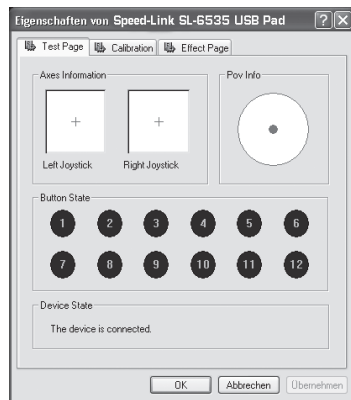 Eigenschaften von Speed-Link SL-6535 USB Pad
Test Page Calibration Effect Page
Axes Information Pov Info
Left Joystick Right Joystick
Button State
1 2 3 4 5 6
7 8 9 10 11 12
Device State
The device is connected.
OK Abbrechen Übernehmen